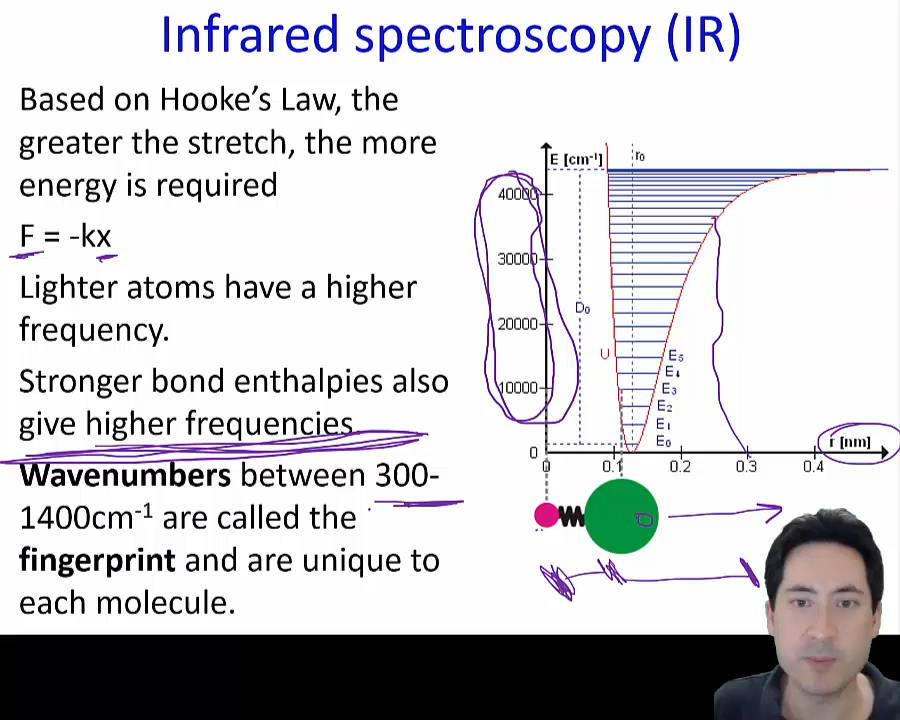 Infrared spectroscopy (IR)
Based on Hooke’s Law, the
greater the stretch, the more
energy is required
F = -kx
Lighter atoms have a higher
frequency.
Stronger bond enthalpies also
give higher frequencies.
Wavenumbers between 300-
1400cm-1 are called the
fingerprint and are unique to
each molecule.
E [cm-1]
r0
40000
30000
20000
10000
0
D0
U
E5
E4
E3
E2
E1
E0
0 0.1 0.2 0.3 0.4
r [nm]